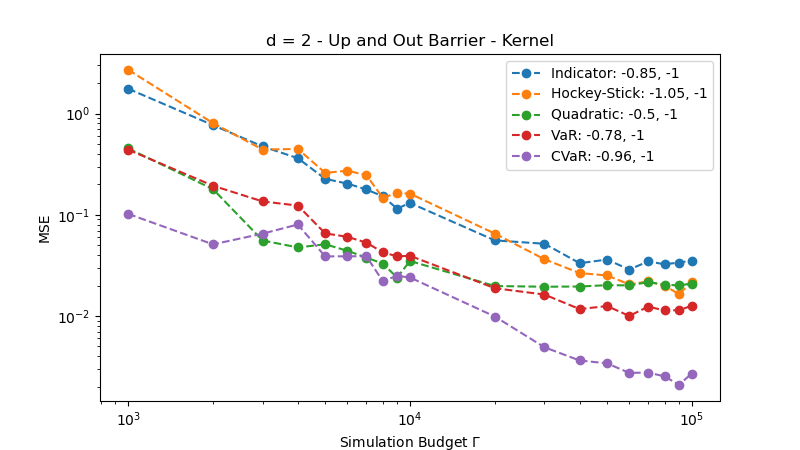 d = 2 - Up and Out Barrier - Kernel
Indicator: -0.85, -1
Hockey-Stick: -1.05, -1
Quadratic: -0.5, -1
VaR: -0.78, -1
CVaR: -0.96, -1
MSE
10⁰
10⁻¹
10⁻²
10³
10⁴
10⁵
Simulation Budget Γ